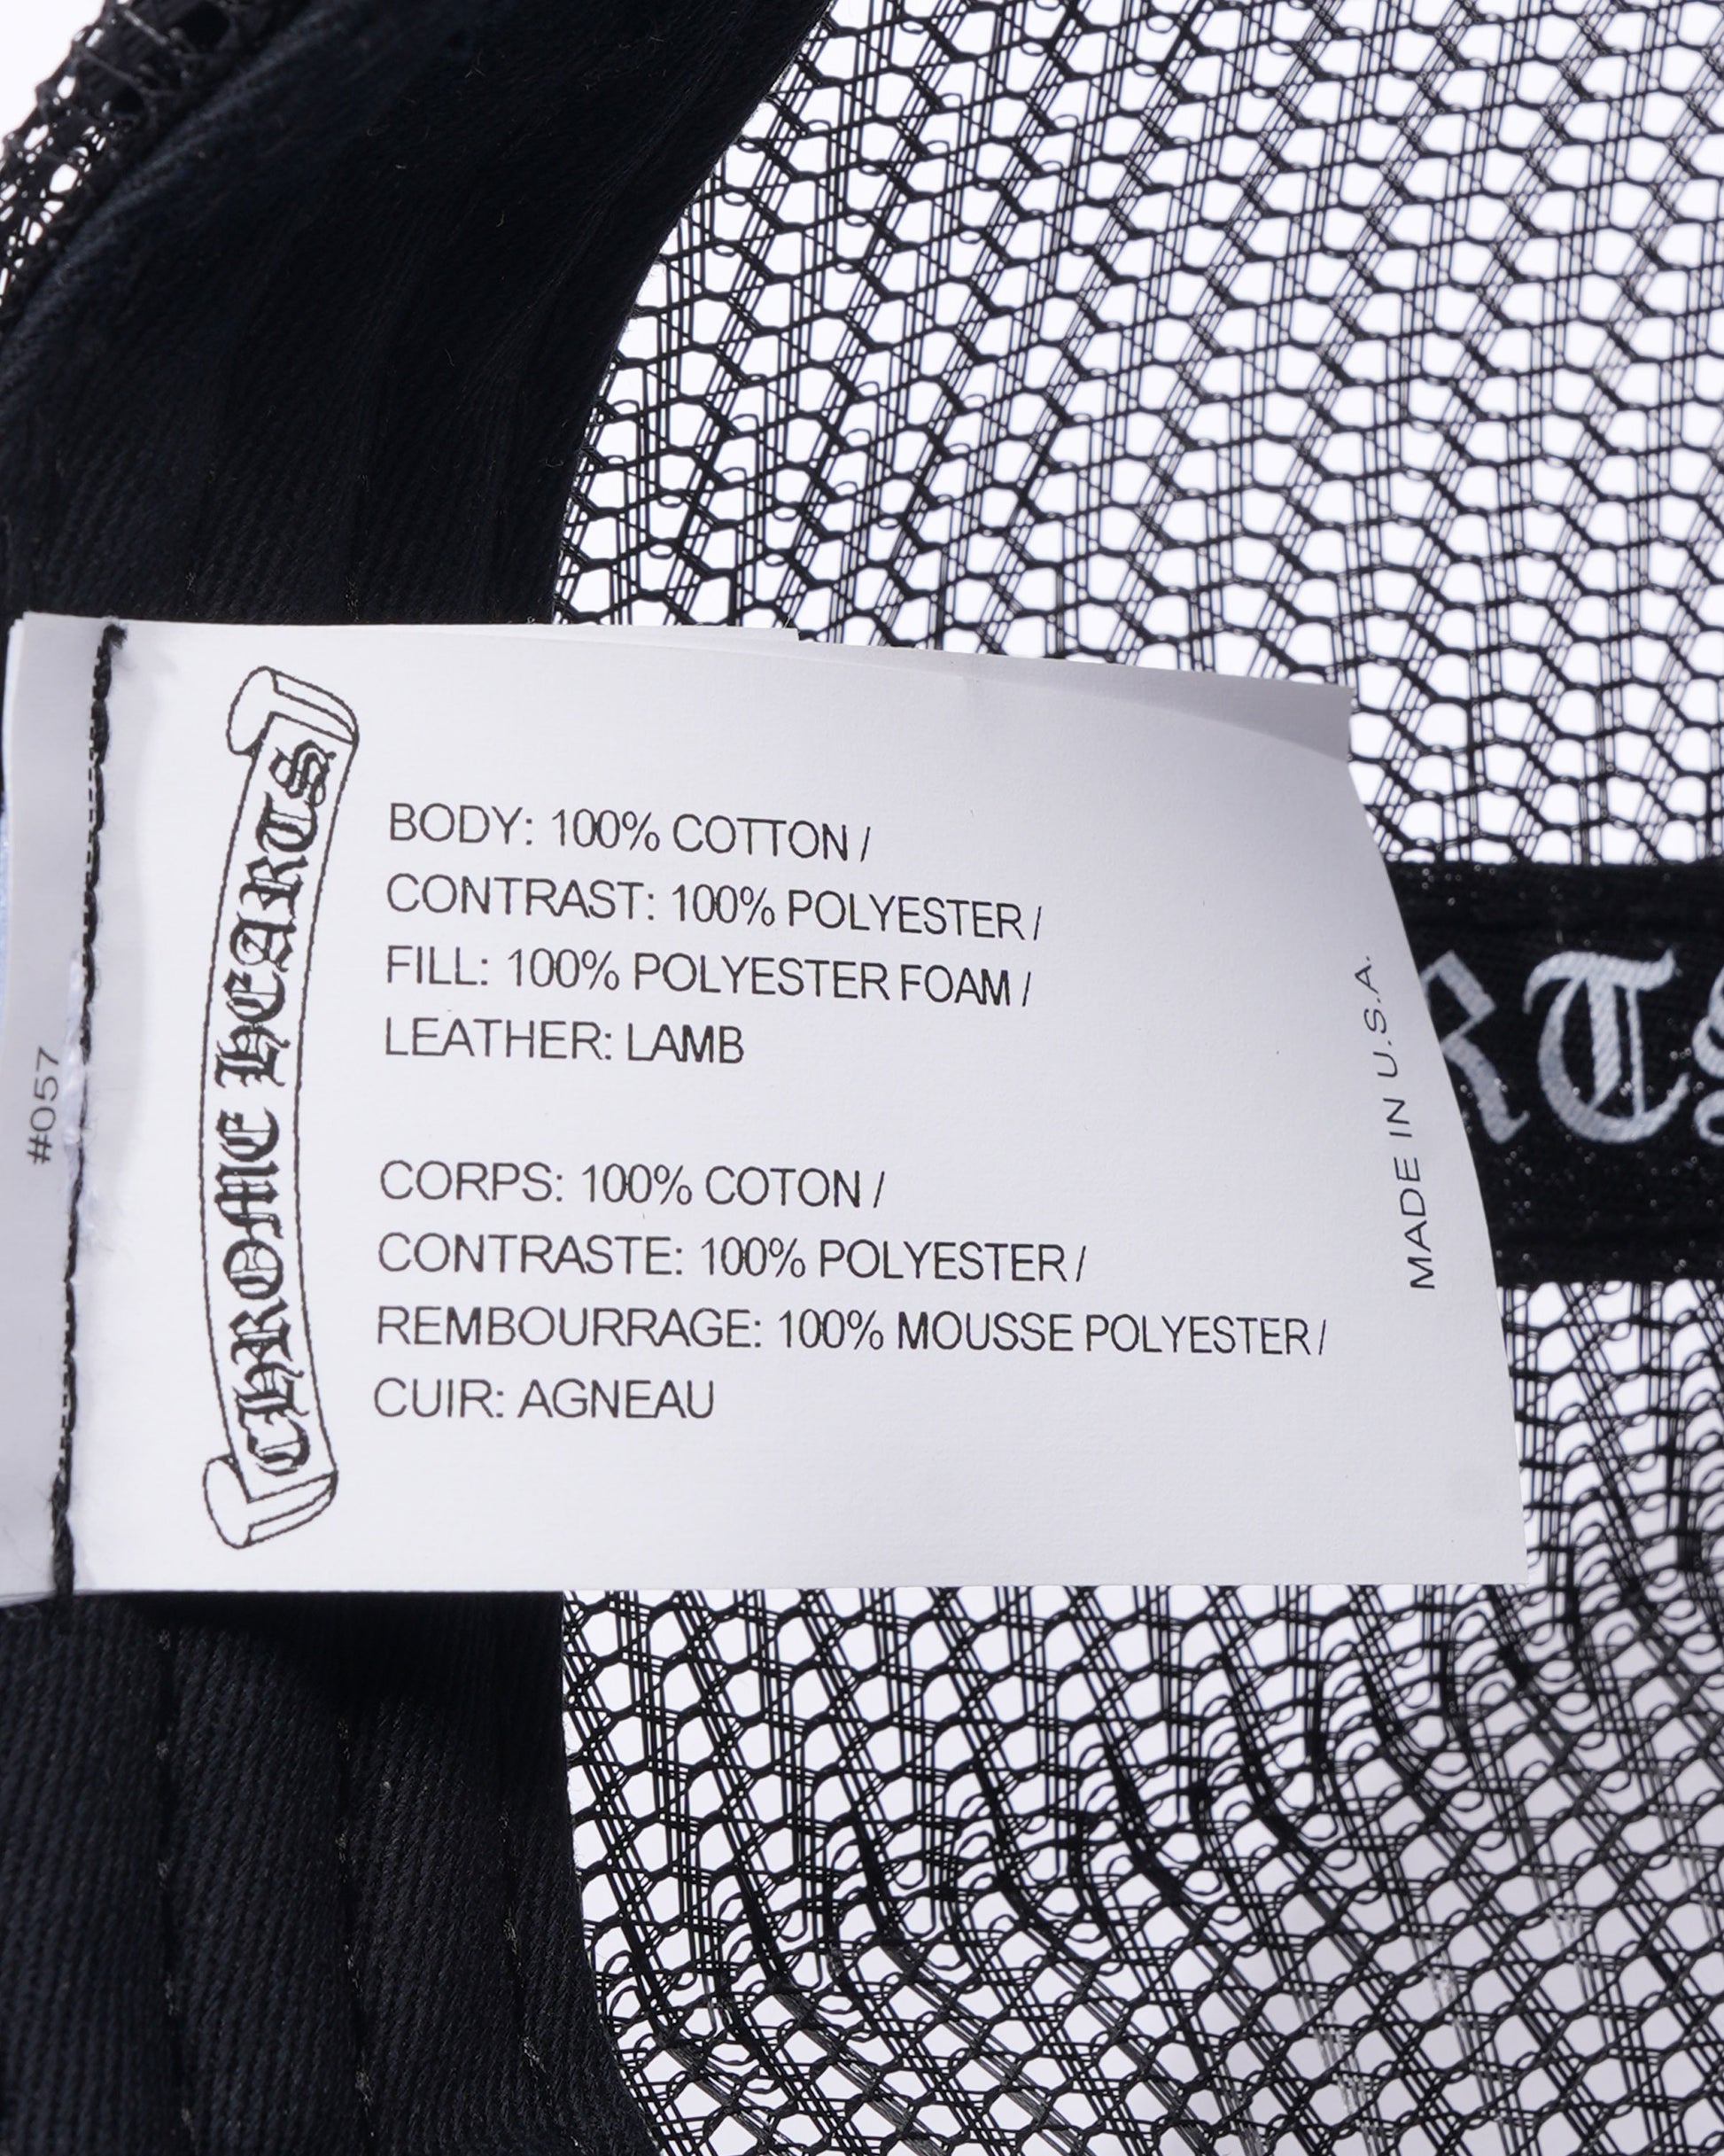 CHROME HEARTS
BODY: 100% COTTON /
CONTRAST: 100% POLYESTER /
FILL: 100% POLYESTER FOAM /
LEATHER: LAMB
CORPS: 100% COTON /
CONTRASTE: 100% POLYESTER /
REMBOURRAGE: 100% MOUSSE POLYESTER /
CUIR: AGNEAU
MADE IN U.S.A.
#057
RTS